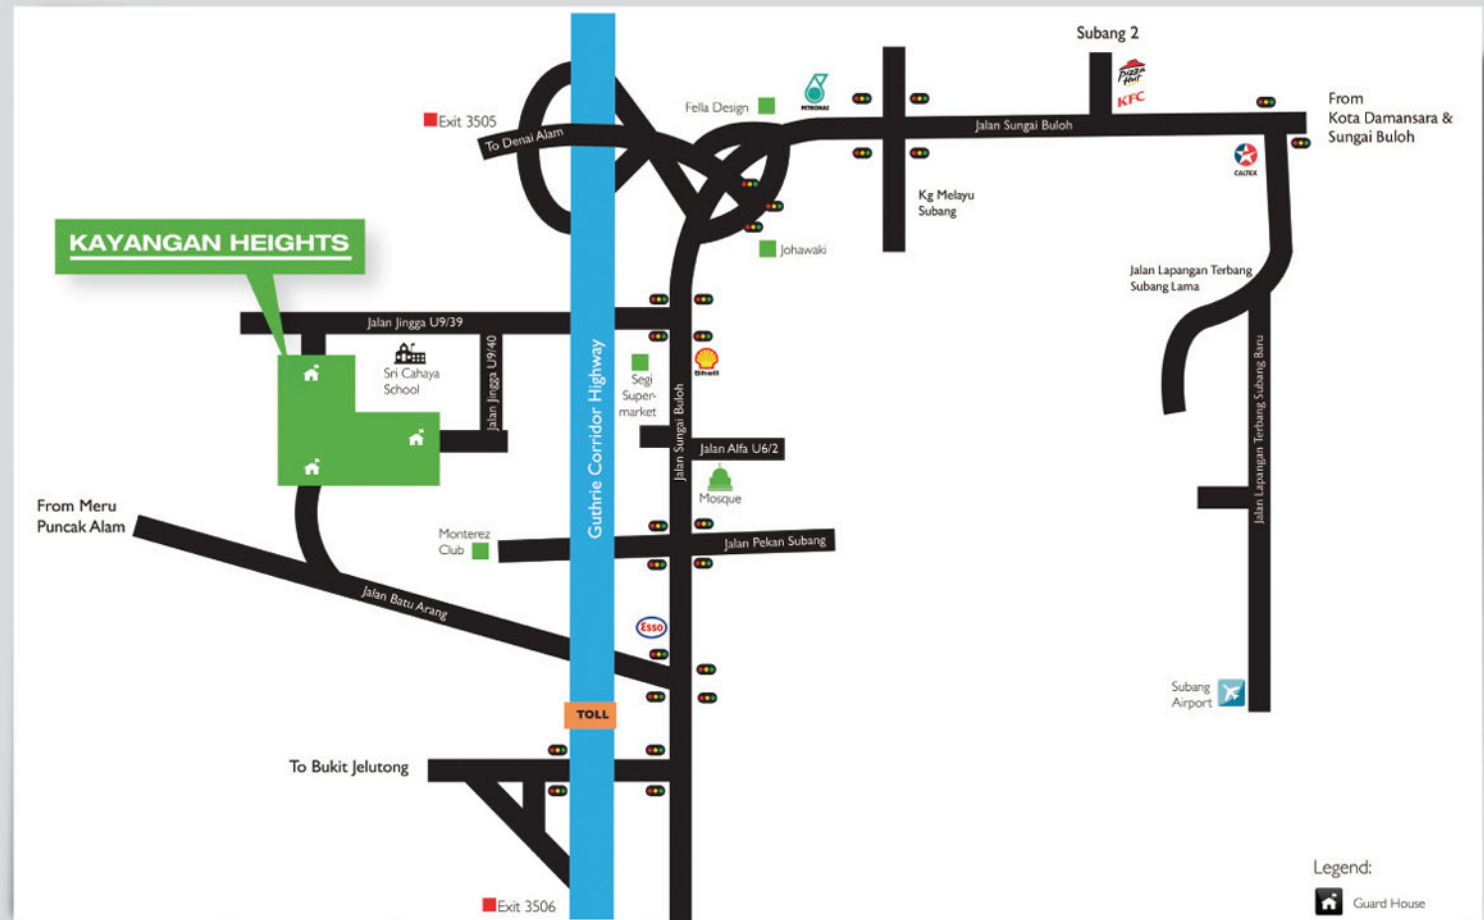 Subang 2
Pizza
Hut
KFC
PETRONAS
Fella Design
Exit 3505
To Denai Alam
Jalan Sungai Buloh
From
Kota Damansara &
Sungai Buloh
CALTEX
Kg Melayu
Subang
KAYANGAN HEIGHTS
Johawaki
Jalan Lapangan Terbang
Subang Lama
Jalan Jingga U9/39
Sri Cahaya
School
Jalan Jingga U9/40
Guthrie Corridor Highway
Segi
Super-
market
Shell
Jalan Sungai Buloh
Jalan Alfa U6/2
Mosque
Jalan Lapangan Terbang Subang Baru
From Meru
Puncak Alam
Monterez
Club
Jalan Pekan Subang
Jalan Batu Arang
Esso
Subang
Airport
TOLL
To Bukit Jelutong
Exit 3506
Legend:
Guard House